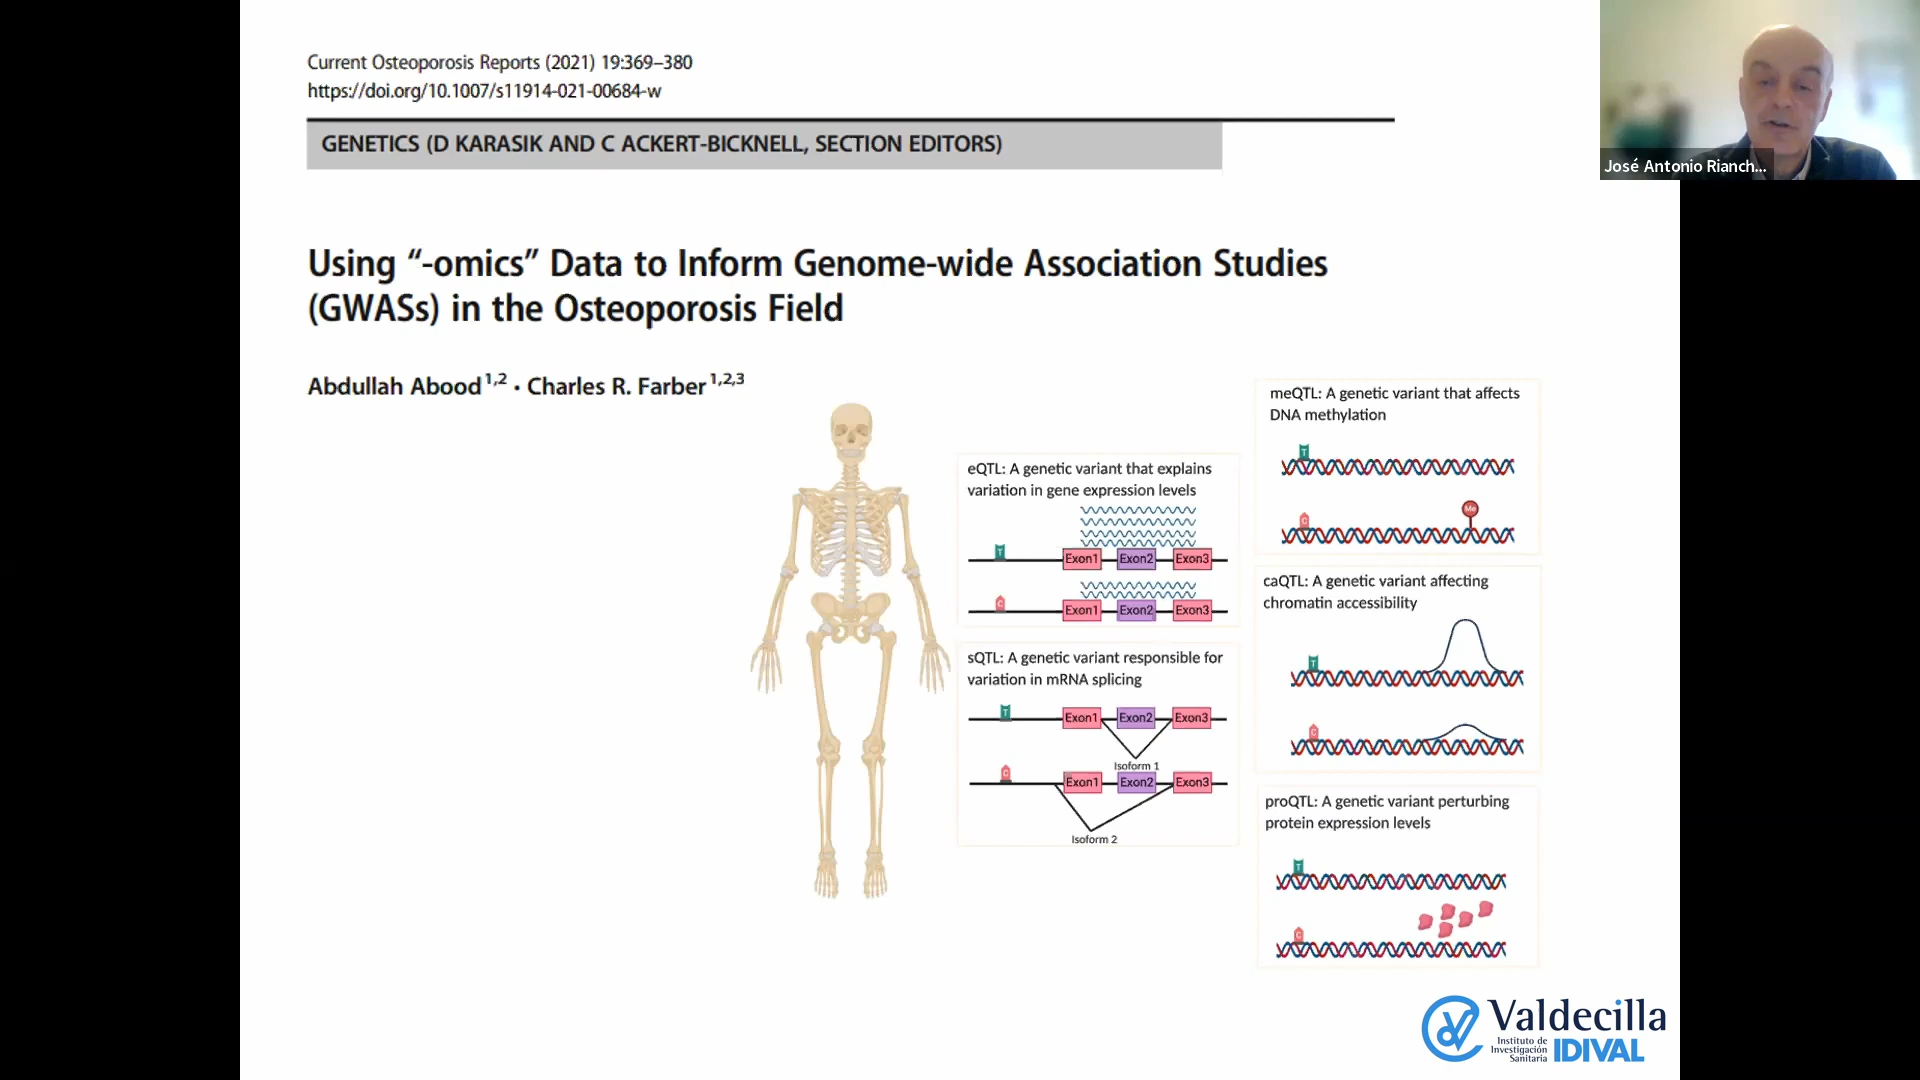 Current Osteoporosis Reports (2021) 19:369–380
https://doi.org/10.1007/s11914-021-00684-w
GENETICS (D KARASIK AND C ACKERT-BICKNELL, SECTION EDITORS)
Using “-omics” Data to Inform Genome-wide Association Studies
(GWASs) in the Osteoporosis Field
Abdullah Abood 1,2 · Charles R. Farber 1,2,3
eQTL: A genetic variant that explains
variation in gene expression levels
T
Exon1 Exon2 Exon3
C
Exon1 Exon2 Exon3
sQTL: A genetic variant responsible for
variation in mRNA splicing
T
Exon1 Exon2 Exon3
Isoform 1
C
Exon1 Exon2 Exon3
Isoform 2
meQTL: A genetic variant that affects
DNA methylation
T
C
Me
caQTL: A genetic variant affecting
chromatin accessibility
T
C
proQTL: A genetic variant perturbing
protein expression levels
T
C
José Antonio Rianch...
Valdecilla
Instituto de
Investigación
Sanitaria
IDIVAL